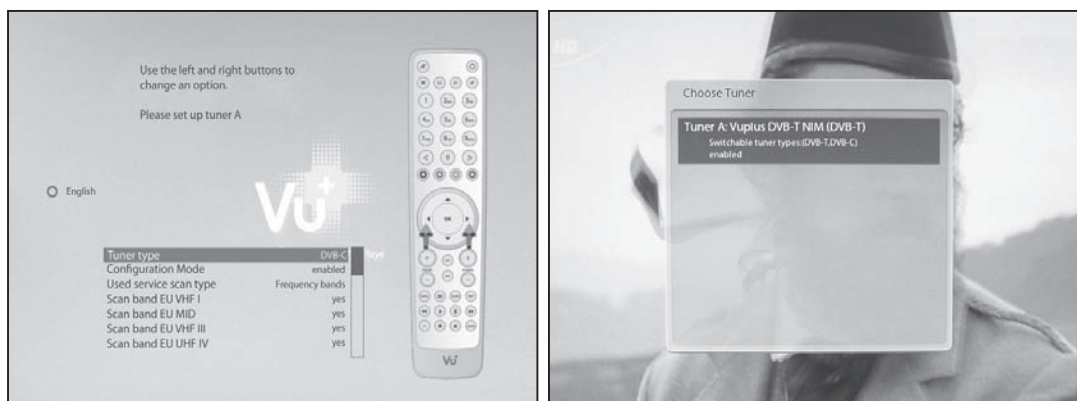 Use the left and right buttons to
change an option.
Please set up tuner A
English
Vu+
Tuner type DVB-C
Configuration Mode enabled
Used service scan type Frequency bands
Scan band EU VHF I yes
Scan band EU MID yes
Scan band EU VHF III yes
Scan band EU UHF IV yes
OK
Vu+
HD
Choose Tuner
Tuner A: Vuplus DVB-T NIM (DVB-T)
Switchable tuner types:(DVB-T,DVB-C)
enabled